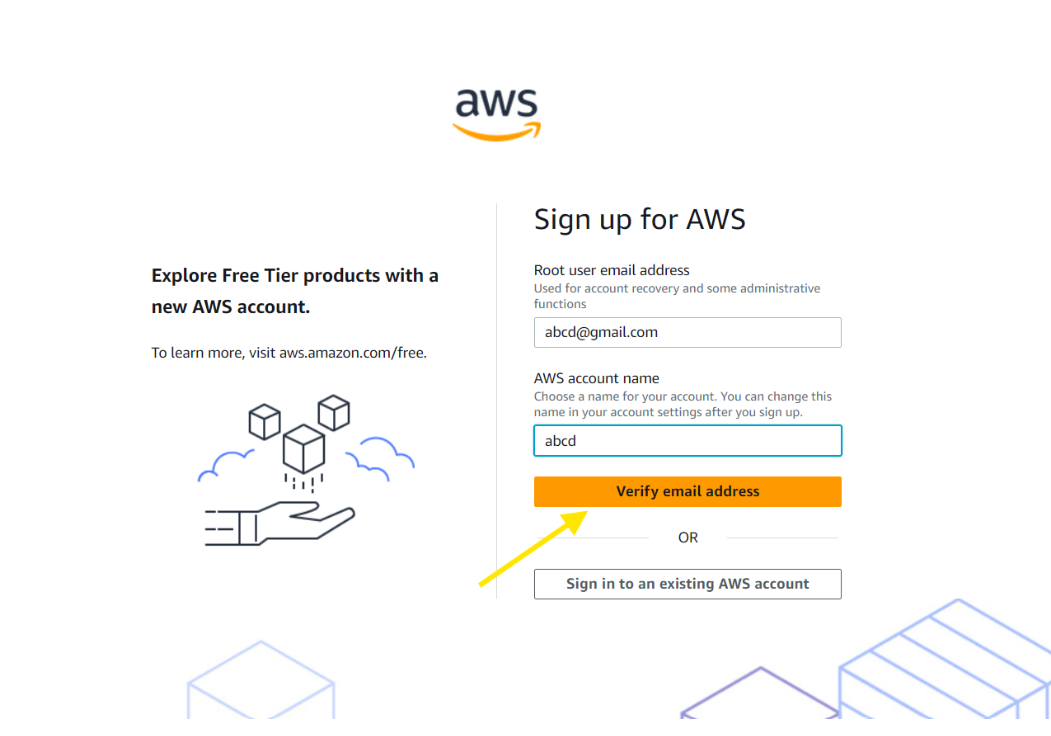 aws
Explore Free Tier products with a
new AWS account.
To learn more, visit aws.amazon.com/free.
Sign up for AWS
Root user email address
Used for account recovery and some administrative
functions
abcd@gmail.com
AWS account name
Choose a name for your account. You can change this
name in your account settings after you sign up.
abcd
Verify email address
OR
Sign in to an existing AWS account